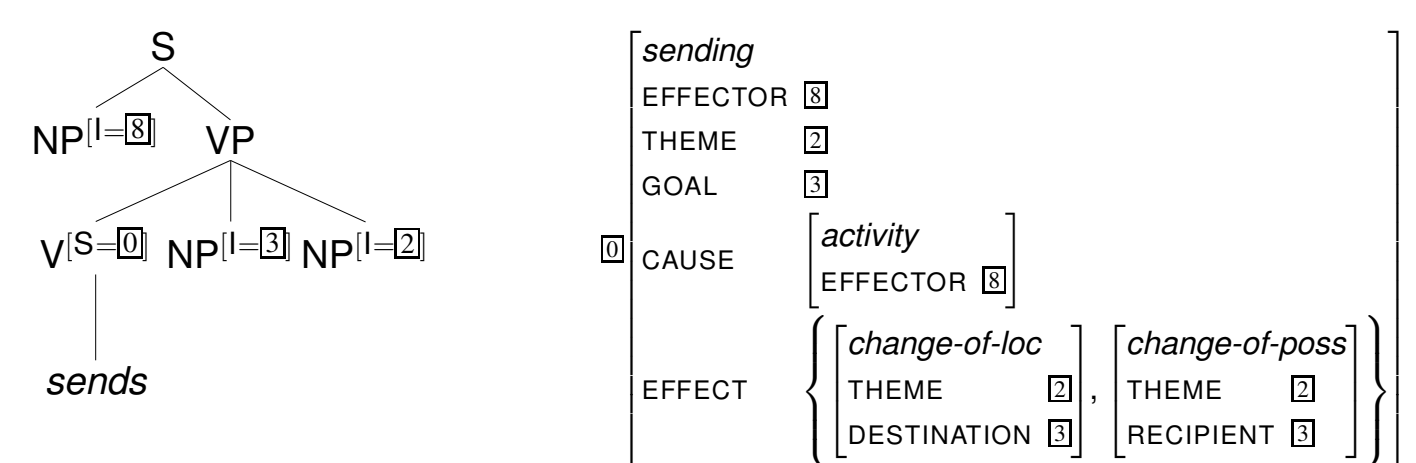 S
NP[I=8] VP
V[S=0] NP[I=3] NP[I=2]
sends
0
sending
EFFECTOR 8
THEME 2
GOAL 3
CAUSE
activity
EFFECTOR 8
EFFECT
change-of-loc
THEME 2
DESTINATION 3
,
change-of-poss
THEME 2
RECIPIENT 3